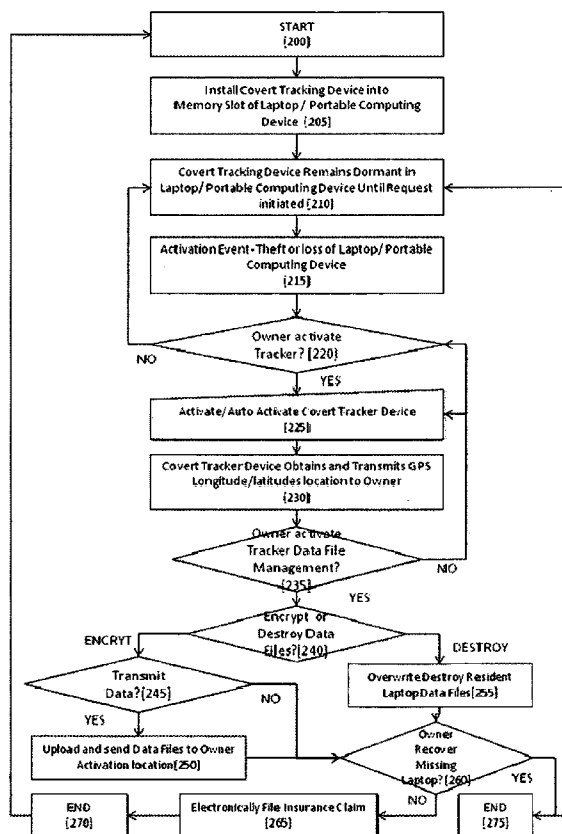 START
[200]
Install Covert Tracking Device into
Memory Slot of Laptop / Portable Computing
Device [205]
Covert Tracking Device Remains Dormant in
Laptop/ Portable Computing Device Until Request
initiated [210]
Activation Event - Theft or loss of Laptop/ Portable
Computing Device
[215]
Owner activate
Tracker? [220]
NO
YES
Activate/Auto Activate Covert Tracker Device
[225]
Covert Tracker Device Obtains and Transmits GPS
Longitude/latitudes location to Owner
[230]
Owner activate
Tracker Data File
Management?
[235]
NO
YES
Encrypt or
Destroy Data
Files?[240]
ENCRYT
DESTROY
Transmit
Data?[245]
NO
YES
Overwrite Destroy Resident
Laptop Data Files[255]
Upload and send Data Files to Owner
Activation location[250]
Owner
Recover
Missing
Laptop?[260]
YES
NO
END
[270]
Electronically File Insurance Claim
[265]
END
[275]